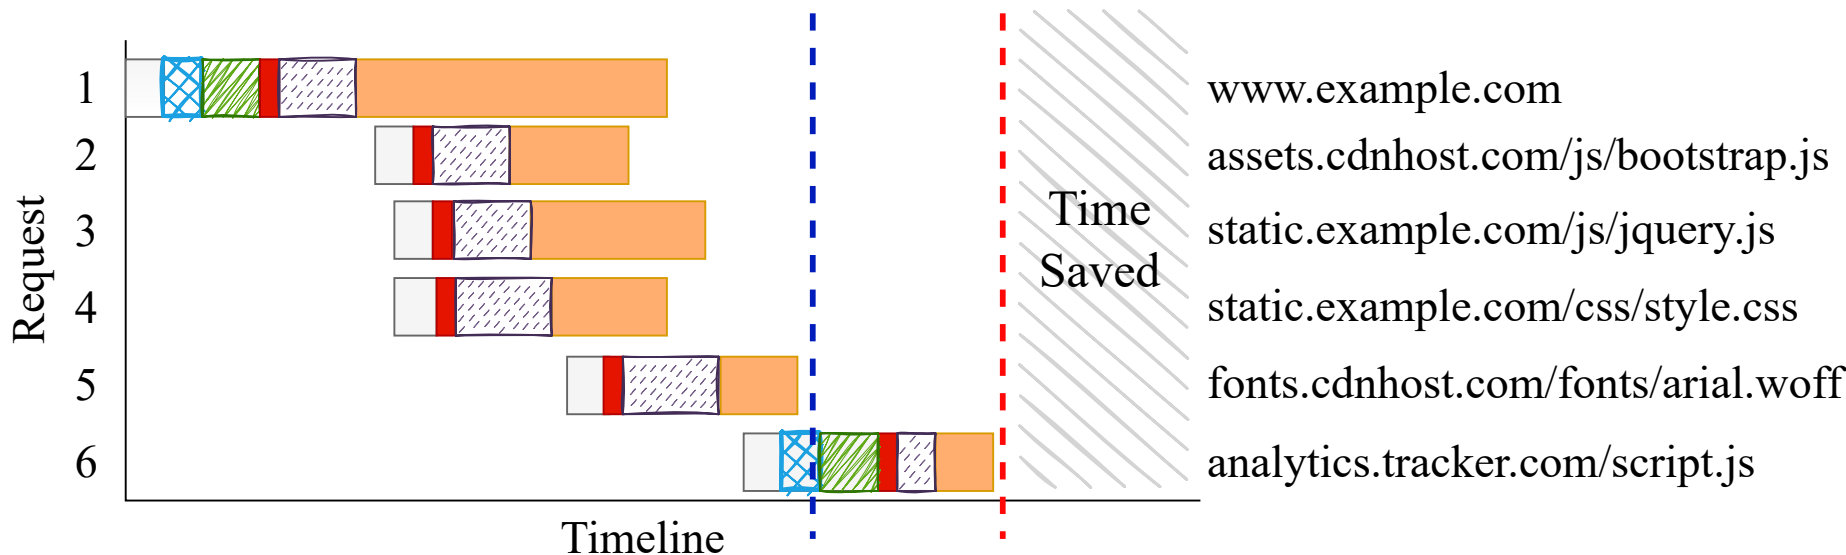 1
www.example.com
2
assets.cdnhost.com/js/bootstrap.js
3
static.example.com/js/jquery.js
4
static.example.com/css/style.css
5
fonts.cdnhost.com/fonts/arial.woff
6
analytics.tracker.com/script.js
Time
Saved
Request
Timeline